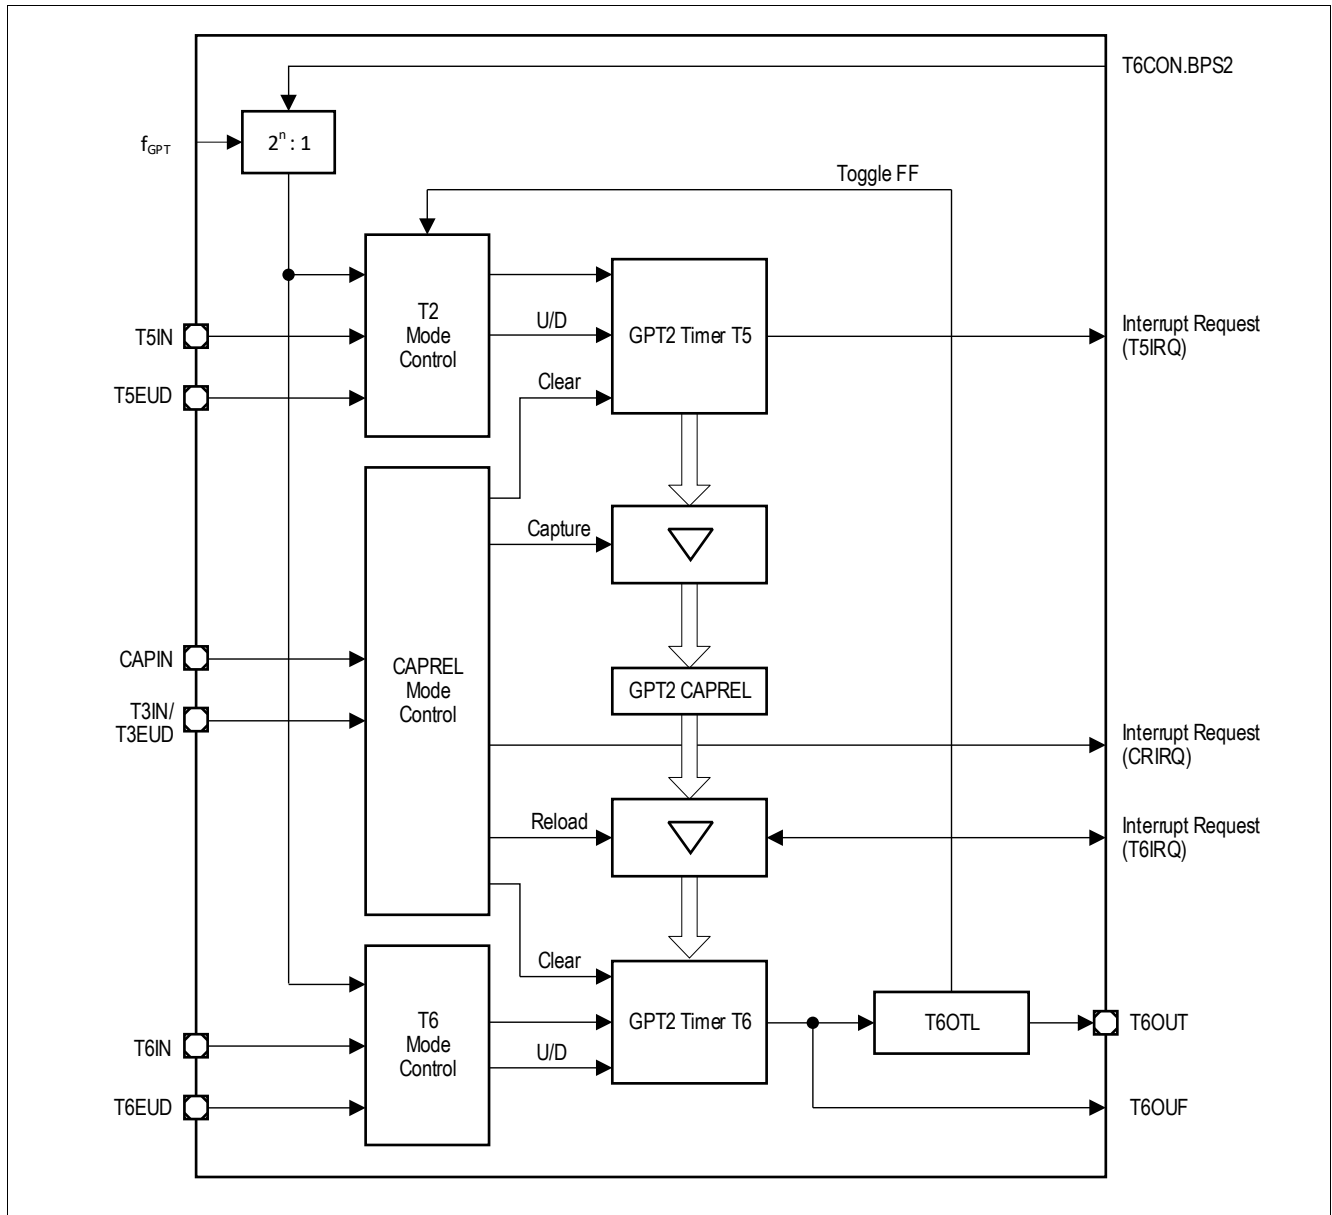 T6CON.BPS2
fGPT
2ⁿ : 1
Toggle FF
T2
Mode
Control
U/D
GPT2 Timer T5
T5IN
T5EUD
Clear
Interrupt Request
(T5IRQ)
Capture
CAPIN
T3IN/
T3EUD
CAPREL
Mode
Control
GPT2 CAPREL
Interrupt Request
(CRIRQ)
Reload
Interrupt Request
(T6IRQ)
Clear
T6
Mode
Control
U/D
GPT2 Timer T6
T6OTL
T6OUT
T6IN
T6EUD
T6OUF